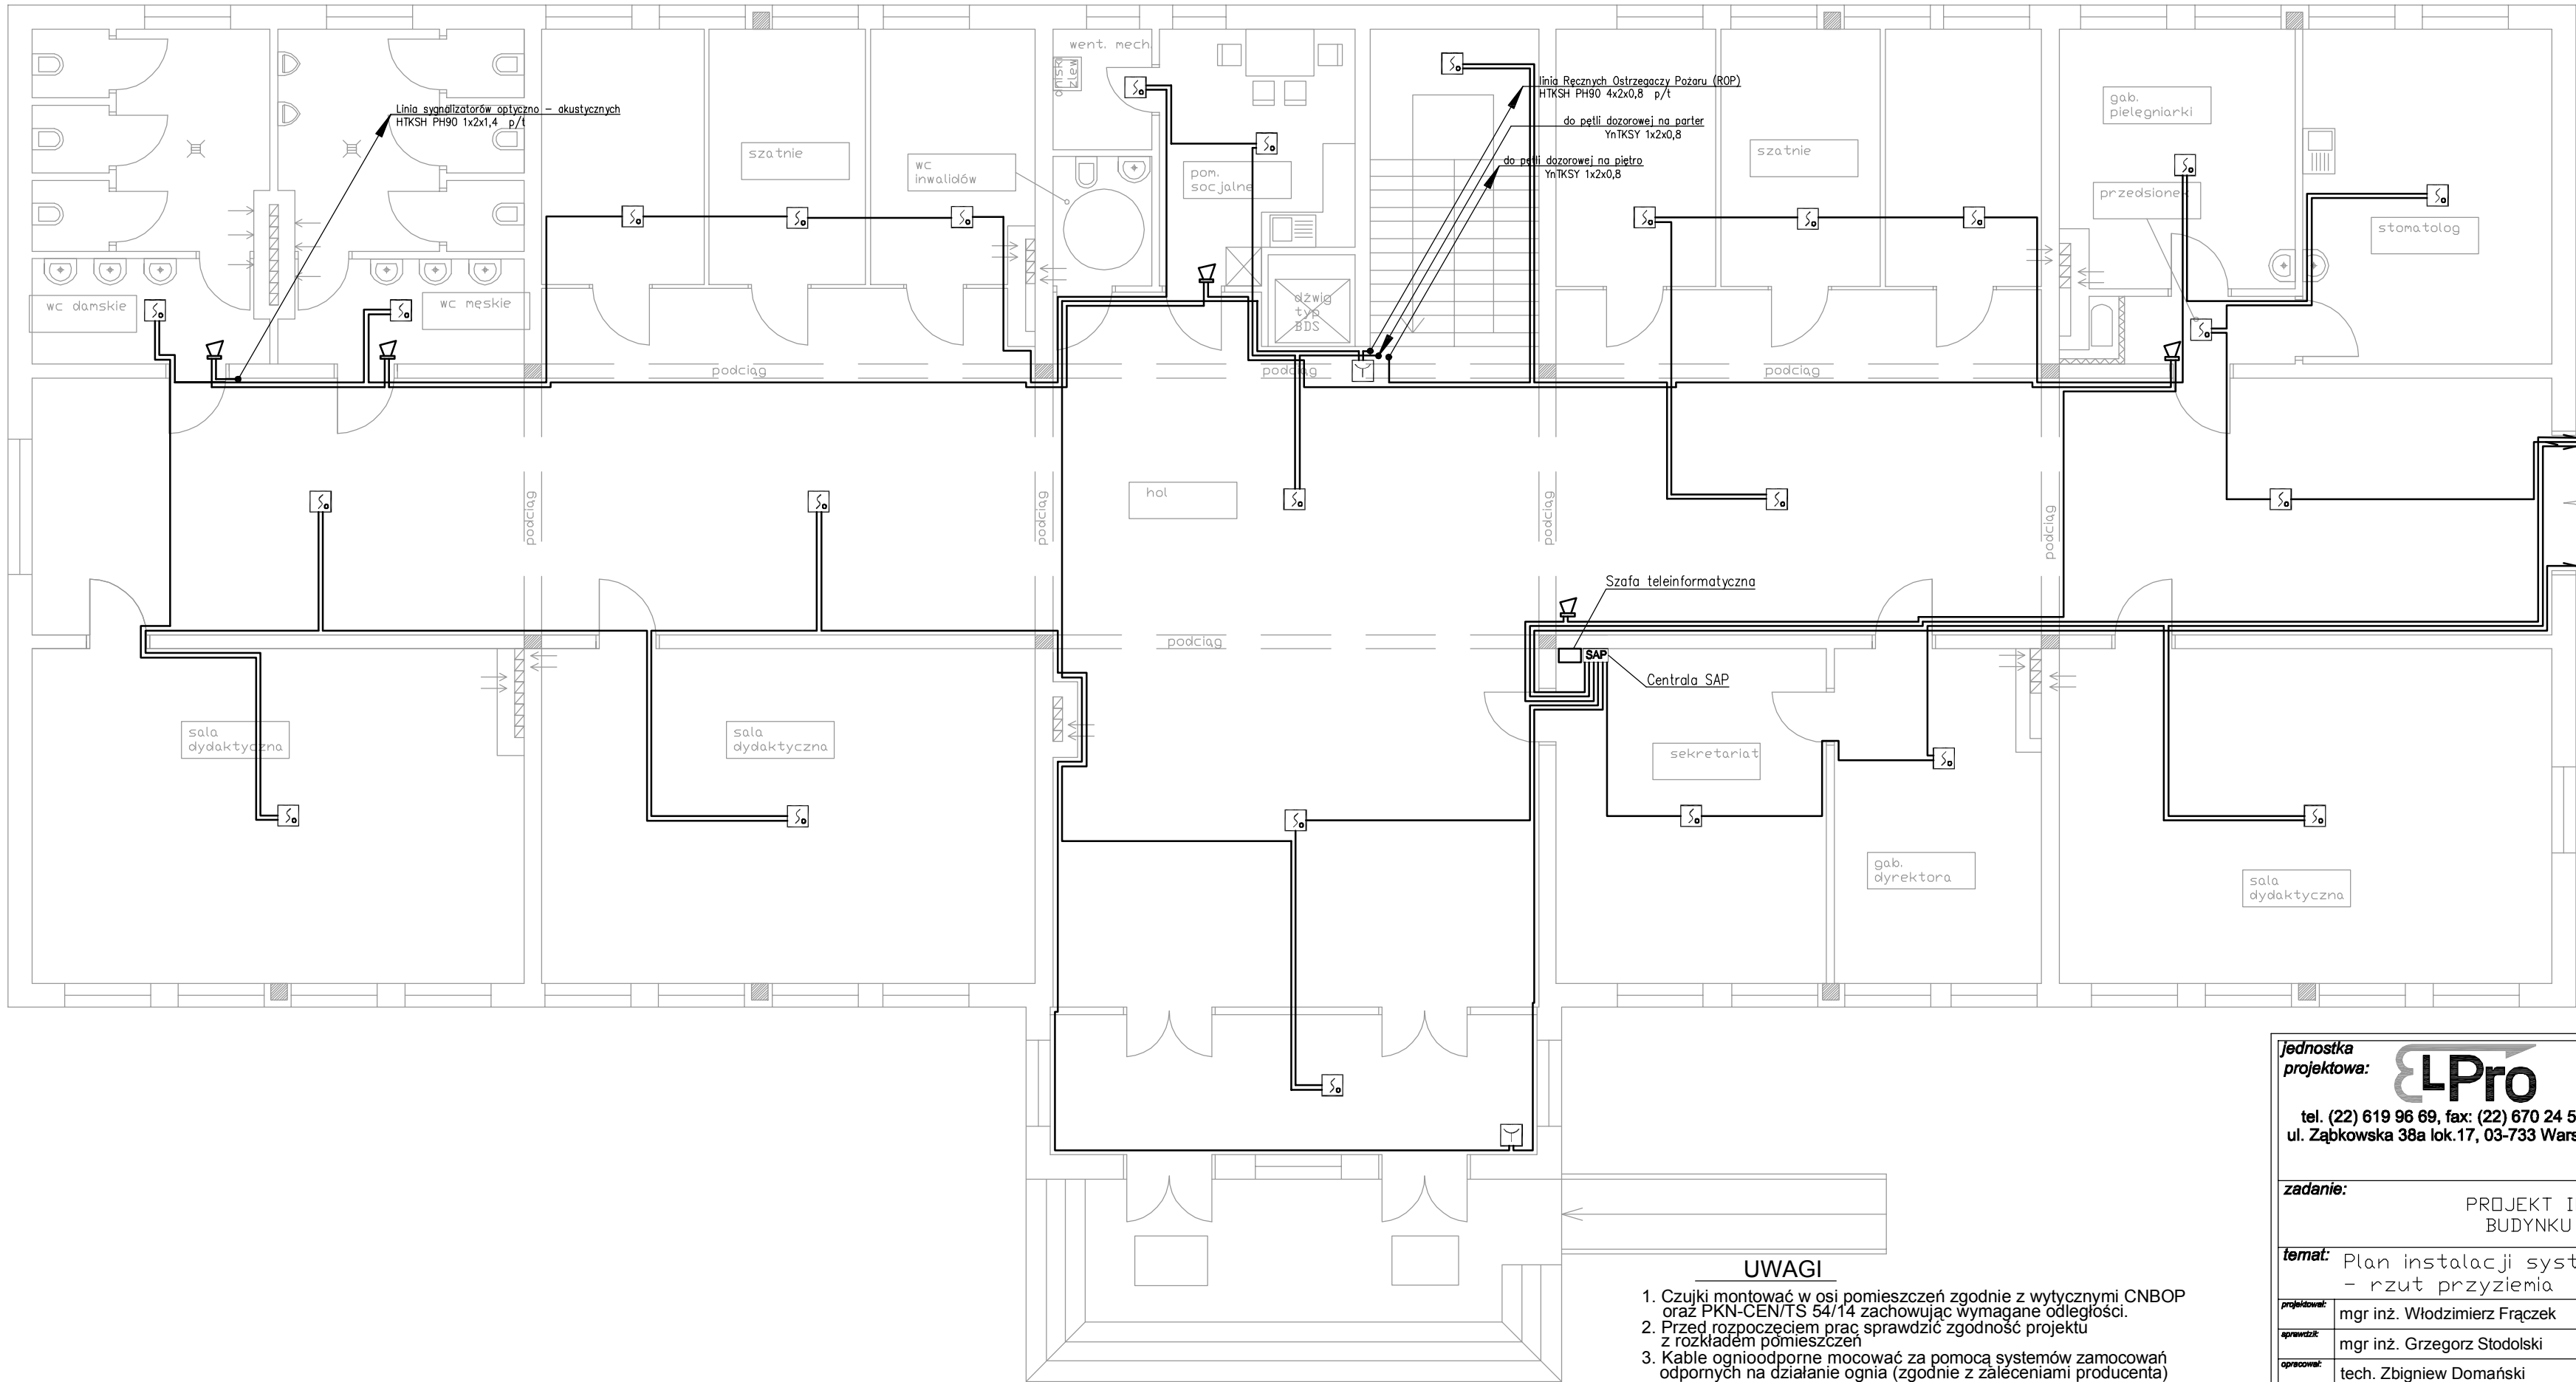 went. mech.
niski
zlew
Linia sygnalizatorów optyczno – akustycznych
HTKSH PH90 1x2x1,4 p/t
linia Ręcznych Ostrzegaczy Pożaru (ROP)
HTKSH PH90 4x2x0,8 p/t
do pętli dozorowej na parter
YnTKSY 1x2x0,8
do pętli dozorowej na piętro
YnTKSY 1x2x0,8
gab.
pielęgniarki
szatnie
wc
inwalidów
pom.
socjalne
szatnie
przedsionek
stomatolog
wc damskie
wc męskie
dźwig
typ
BDS
podciąg
podciąg
podciąg
podciąg
podciąg
podciąg
podciąg
hol
Szafa teleinformatyczna
podciąg
SAP
Centrala SAP
sala
dydaktyczna
sala
dydaktyczna
sekretariat
gab.
dyrektora
sala
dydaktyczna
UWAGI
1. Czujki montować w osi pomieszczeń zgodnie z wytycznymi CNBOP
oraz PKN-CEN/TS 54/14 zachowując wymagane odległości.
2. Przed rozpoczęciem prac sprawdzić zgodność projektu
z rozkładem pomieszczeń
3. Kable ognioodporne mocować za pomocą systemów zamocowań
odpornych na działanie ognia (zgodnie z zaleceniami producenta)
jednostka
projektowa:
ELPro
tel. (22) 619 96 69, fax: (22) 670 24 5
ul. Ząbkowska 38a lok.17, 03-733 Wars
zadanie:
PROJEKT I
BUDYNKU
temat: Plan instalacji syst
– rzut przyziemia
projektował: mgr inż. Włodzimierz Frączek
sprawdził: mgr inż. Grzegorz Stodolski
opracował: tech. Zbigniew Domański